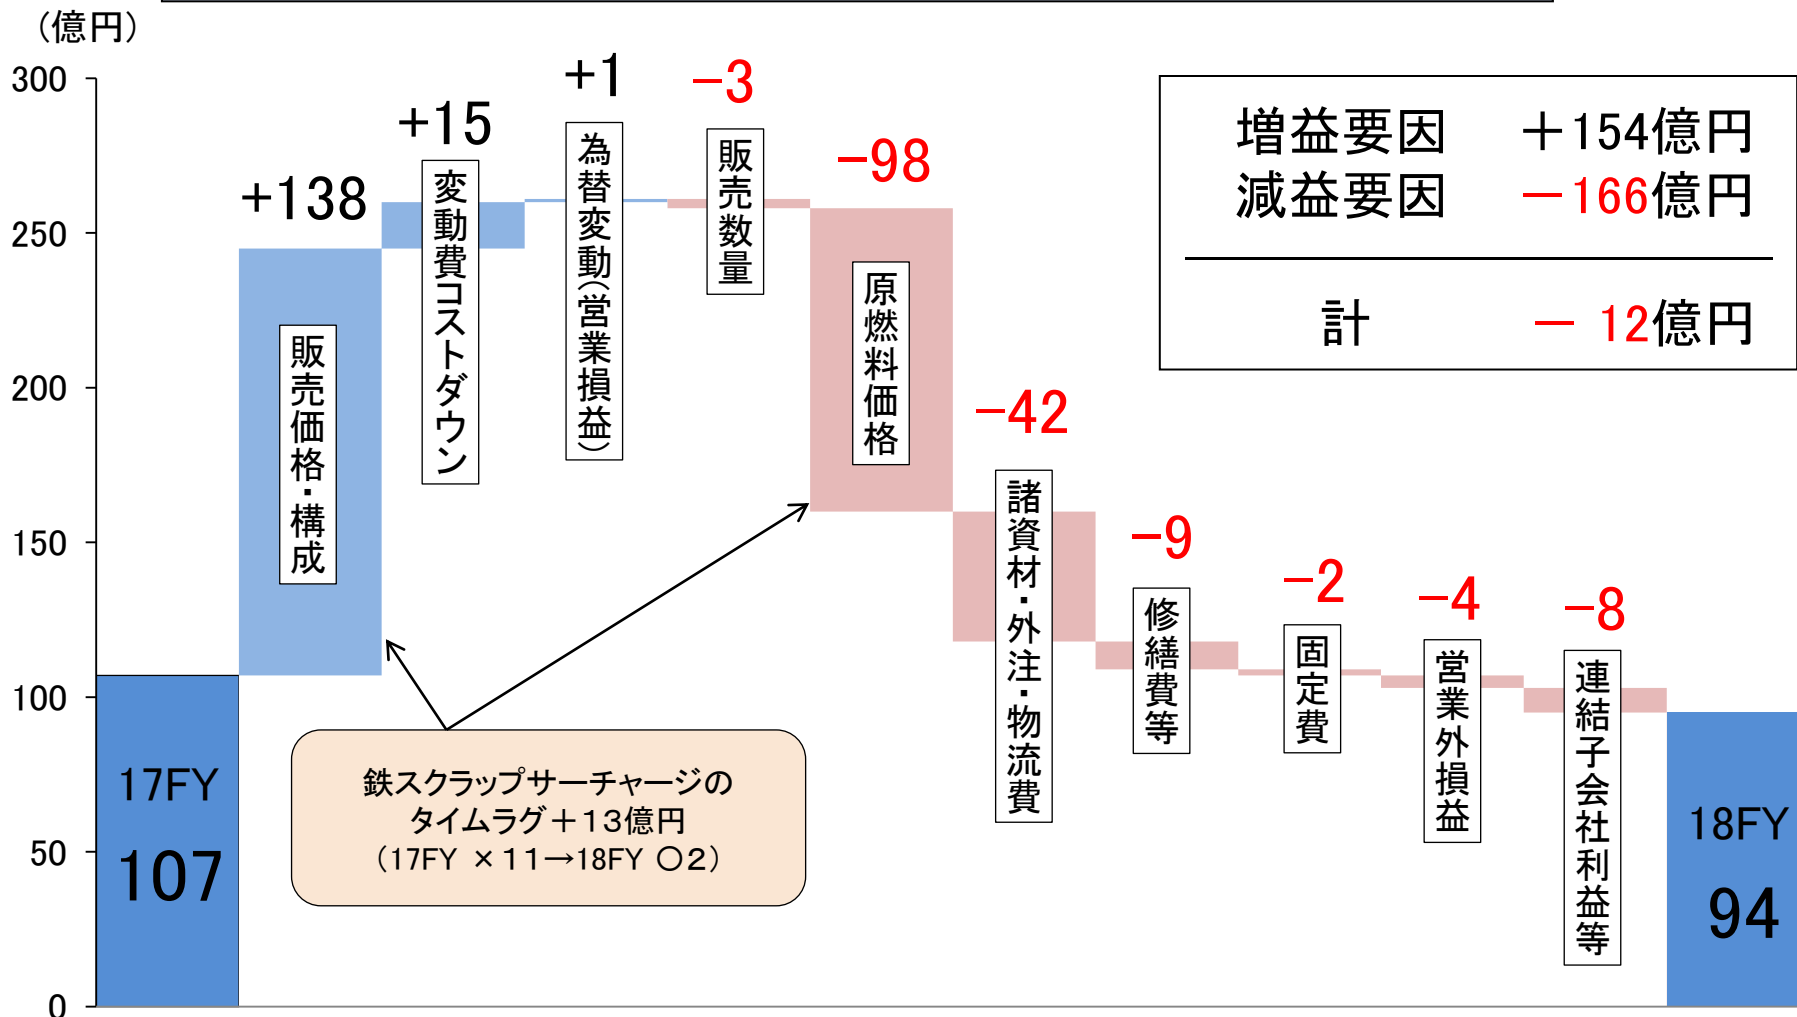 （億円）
300
250
200
150
100
50
0
17FY
107
+138
販売価格・構成
+15
変動費コストダウン
+1
為替変動（営業損益）
−3
販売数量
−98
原燃料価格
−42
諸資材・外注・物流費
−9
修繕費等
−2
固定費
−4
営業外損益
−8
連結子会社利益等
18FY
94
増益要因 ＋154億円
減益要因 －166億円
計 － 12億円
鉄スクラップサーチャージの
タイムラグ＋13億円
（17FY ×11→18FY ○2）